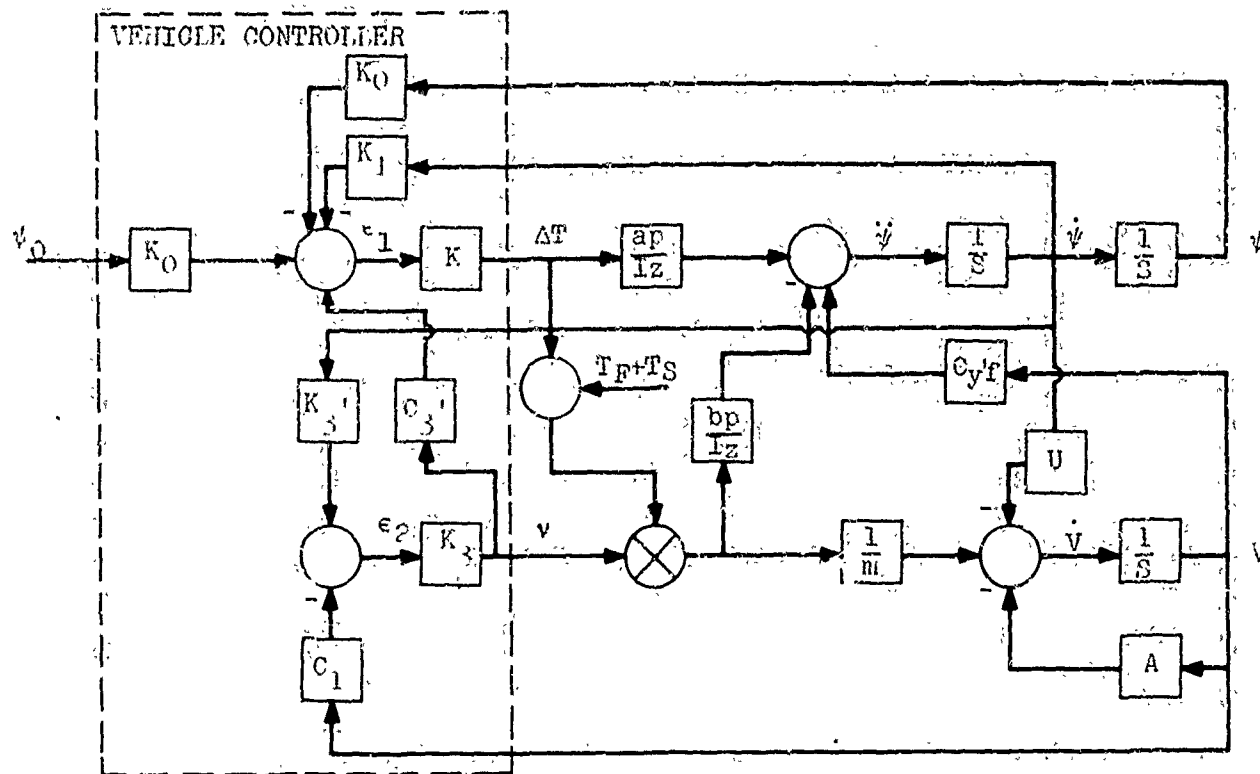 VEHICLE CONTROLLER
K0
K1
ψ0
K0
ϵ1
K
ΔT
ap
Iz
ψ̈
1
S
ψ̇
1
S
ψ
K3'
C3'
TF+TS
bp
Iz
Cy'f
U
ϵ2
K3
ν
1
m
V̇
1
S
V
C1
A
- - - - - - -